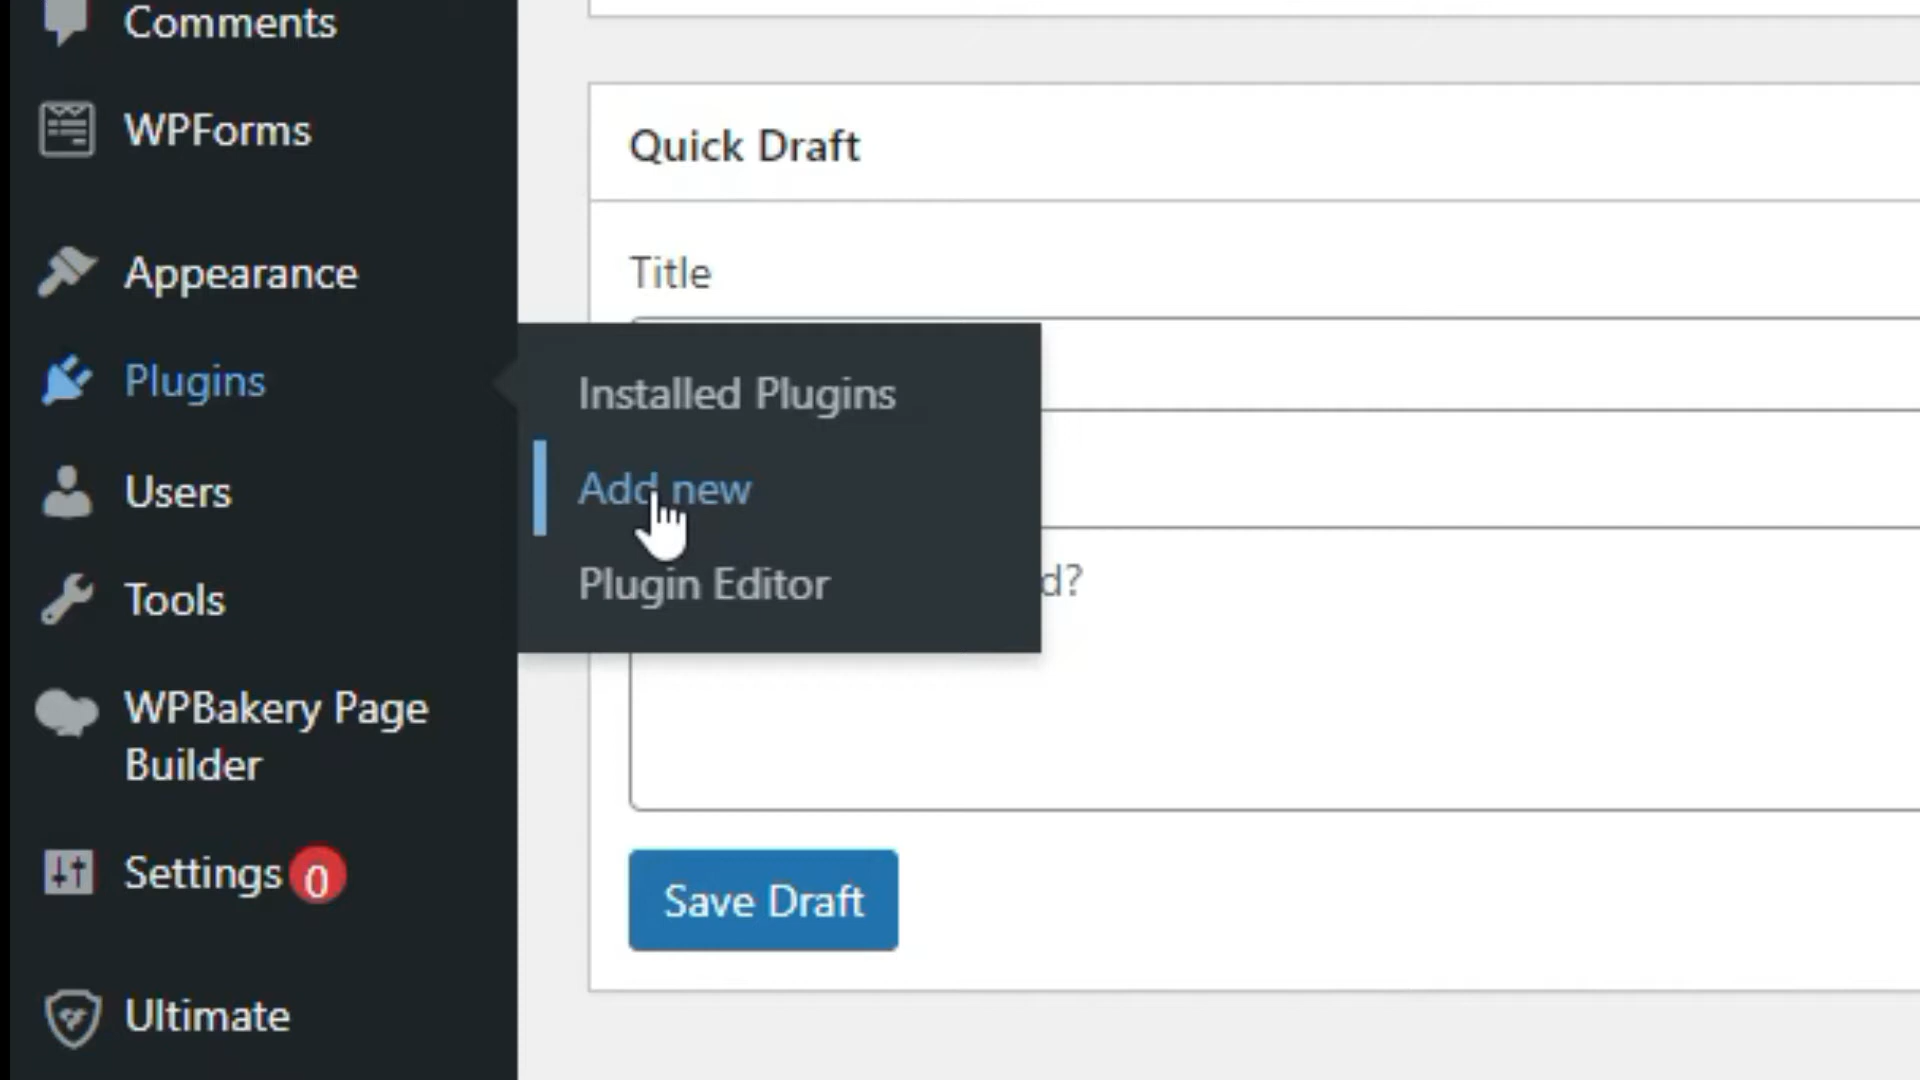 Comments
WPForms
Appearance
Plugins
Users
Tools
WPBakery Page
Builder
Settings 0
Ultimate
Installed Plugins
Add new
Plugin Editor
Quick Draft
Title
d?
Save Draft